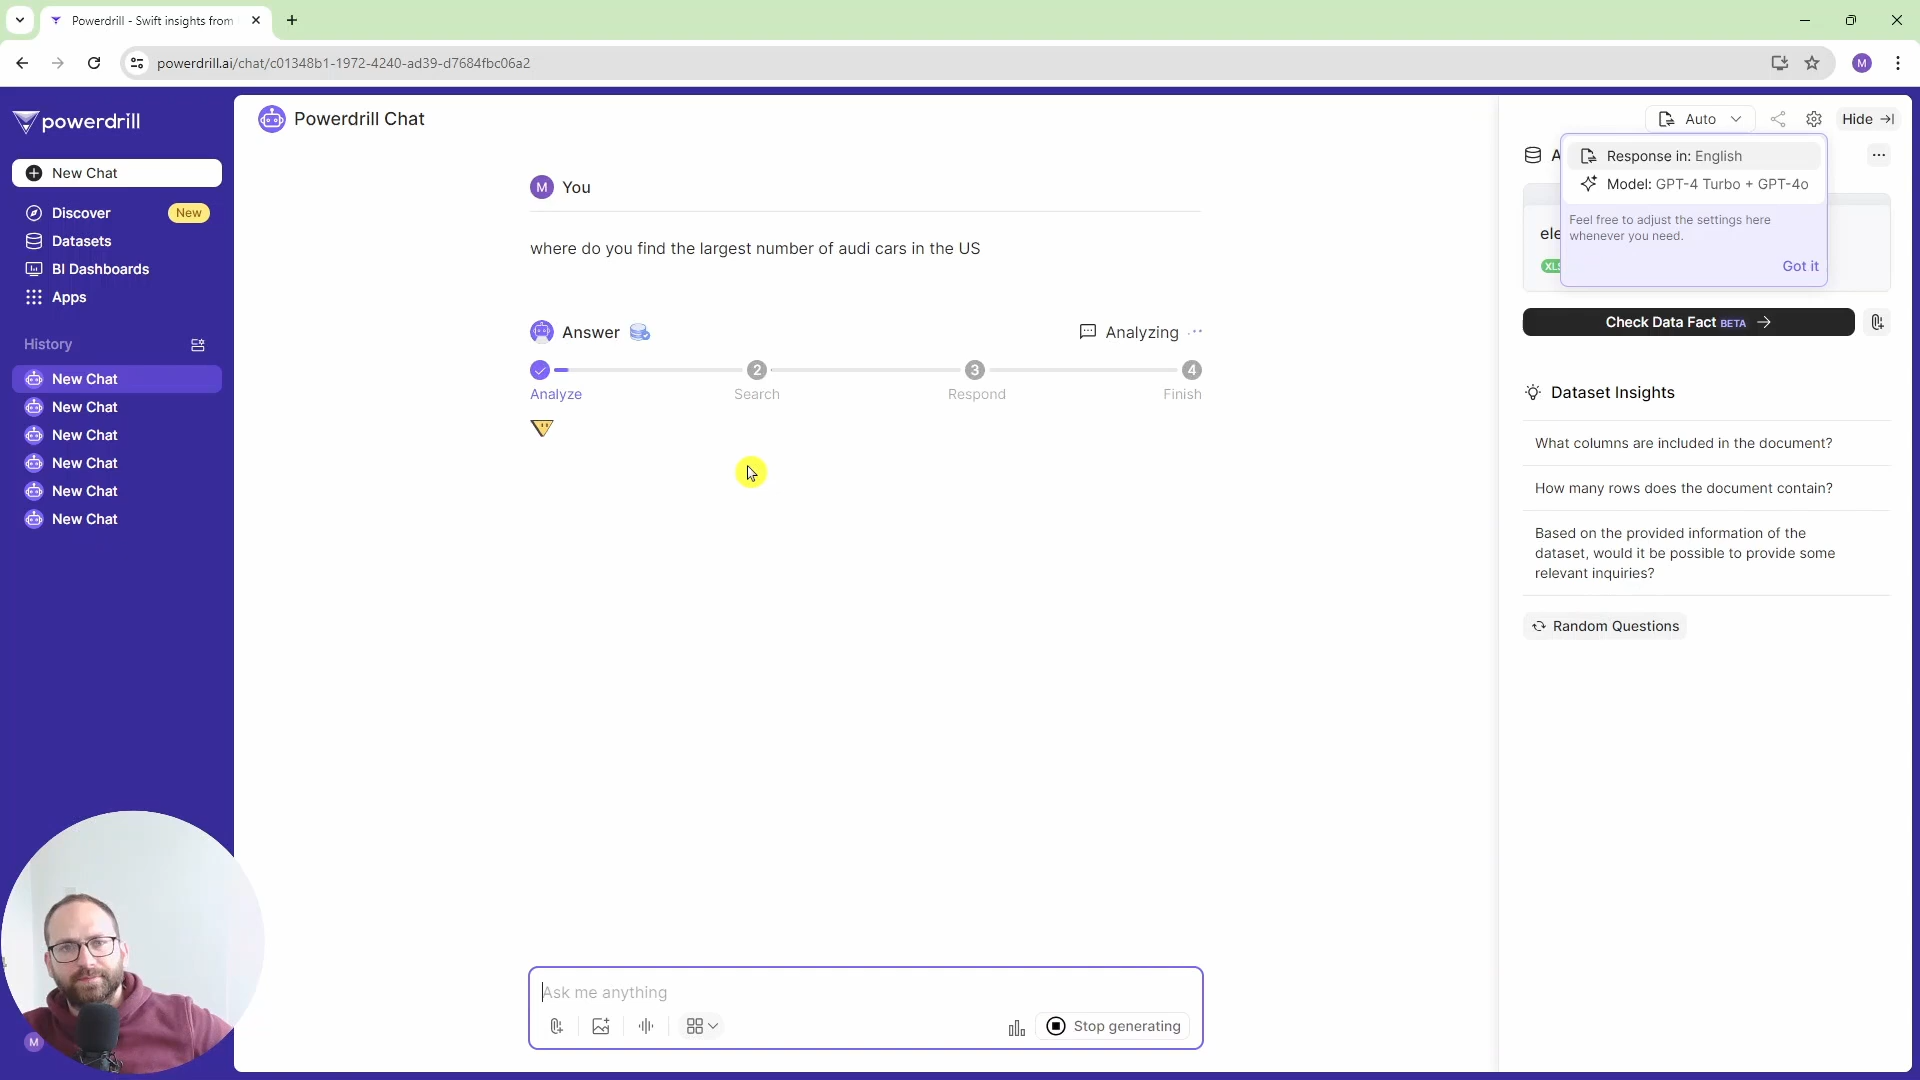 Powerdrill - Swift insights from
powerdrill.ai/chat/c01348b1-1972-4240-ad39-d7684fbc06a2
M
powerdrill
New Chat
Discover
New
Datasets
BI Dashboards
Apps
History
New Chat
New Chat
New Chat
New Chat
New Chat
New Chat
M
Powerdrill Chat
M You
where do you find the largest number of audi cars in the US
Answer
Analyzing
2
3
4
Analyze
Search
Respond
Finish
Ask me anything
Stop generating
Auto
Hide
A
Response in: English
Model: GPT-4 Turbo + GPT-4o
Feel free to adjust the settings here
whenever you need.
Got it
ele
XLS
Check Data Fact BETA
Dataset Insights
What columns are included in the document?
How many rows does the document contain?
Based on the provided information of the
dataset, would it be possible to provide some
relevant inquiries?
Random Questions